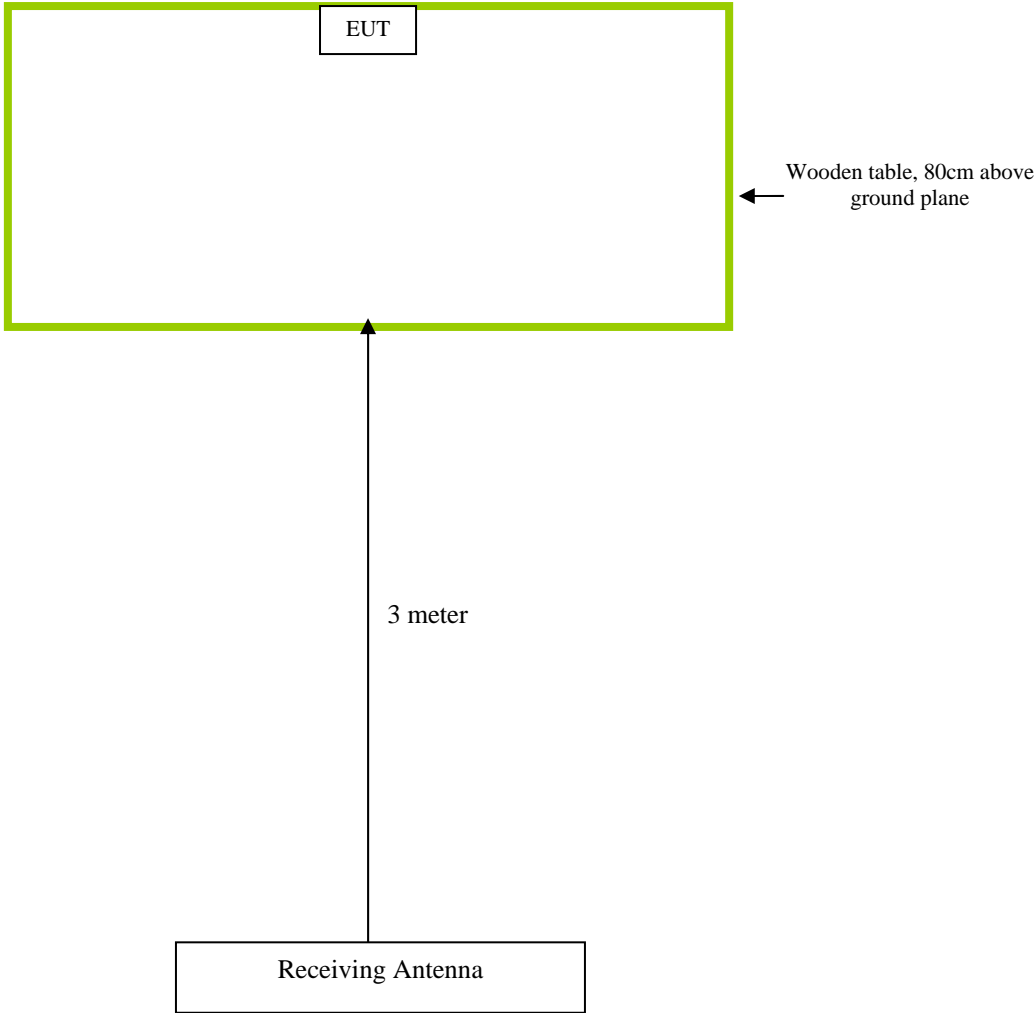 EUT
Wooden table, 80cm above
ground plane
3 meter
Receiving Antenna